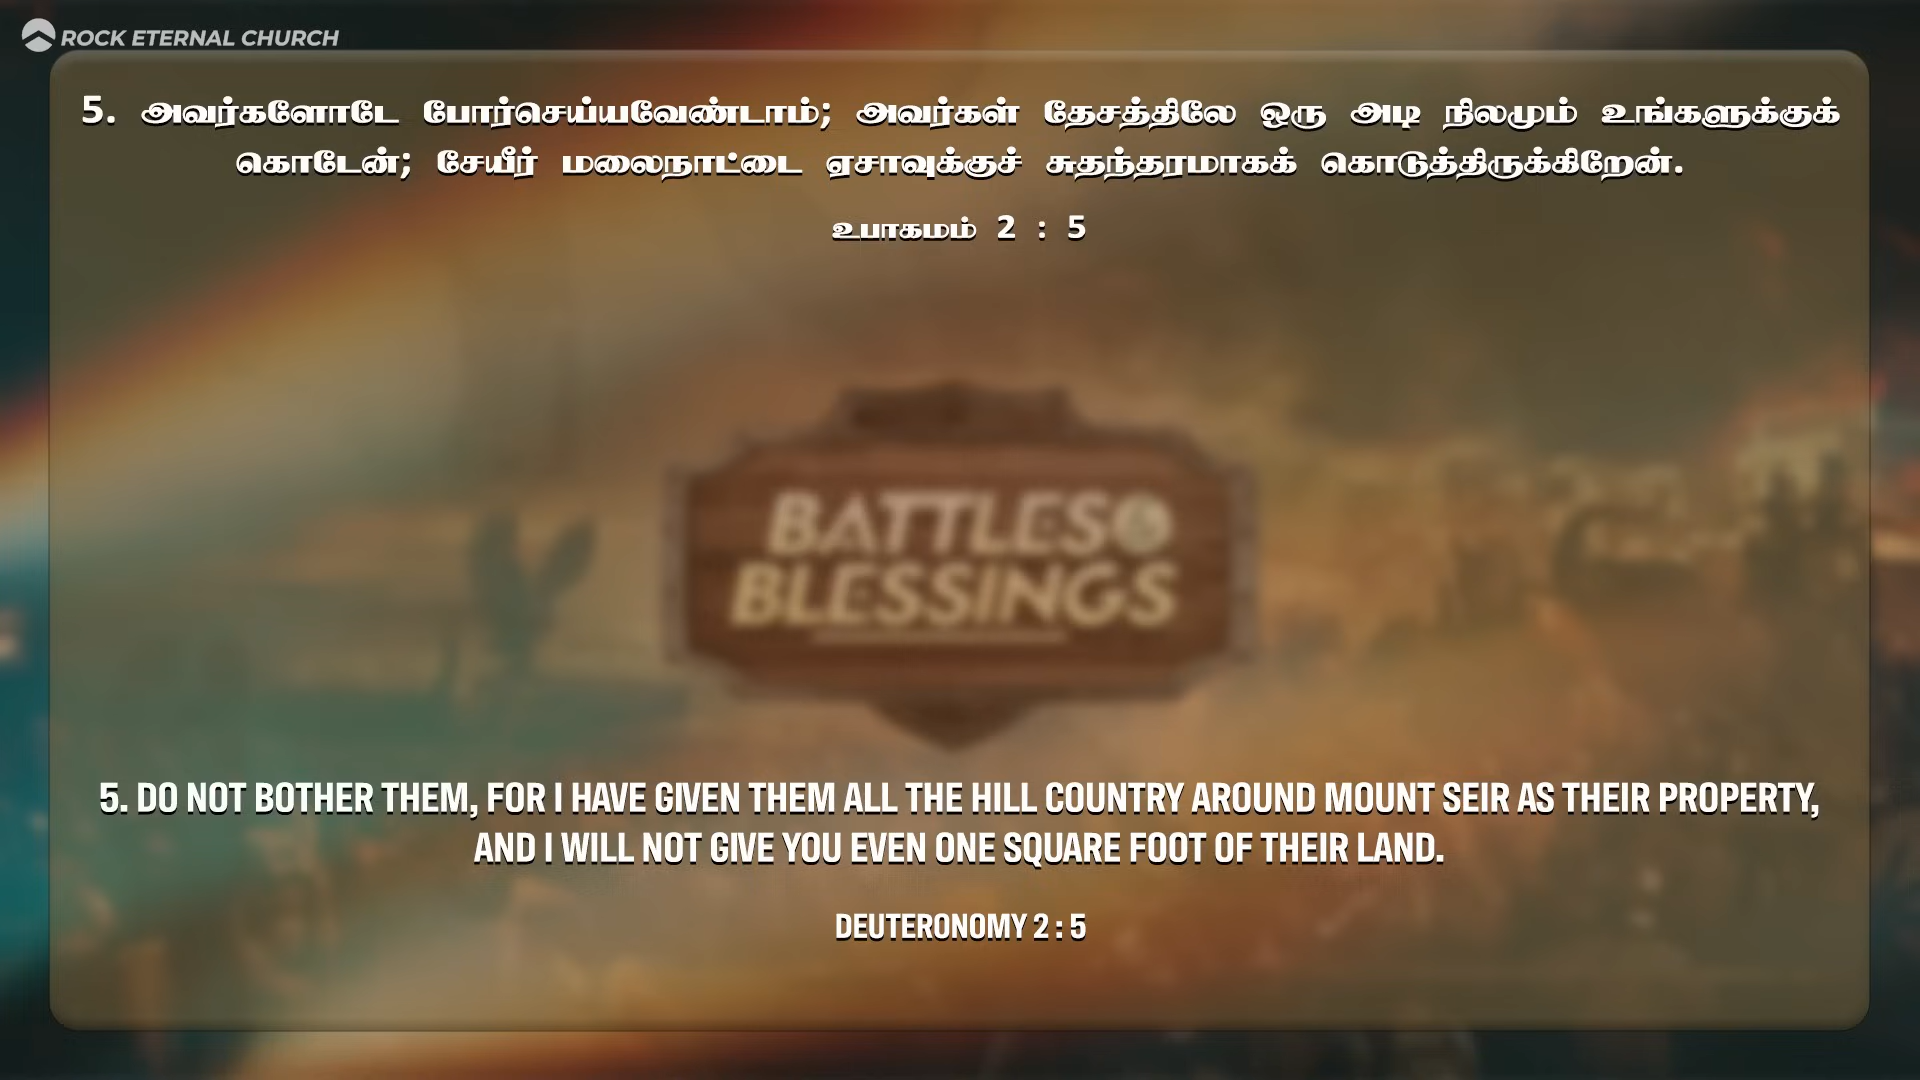 ROCK ETERNAL CHURCH
5. அவர்களோடே போர்செய்யவேண்டாம்; அவர்கள் தேசத்திலே ஒரு அடி நிலமும் உங்களுக்குக்
கொடேன்; சேயீர் மலைநாட்டை ஏசாவுக்குச் சுதந்தரமாகக் கொடுத்திருக்கிறேன்.
உபாகமம் 2 : 5
BATTLES
BLESSINGS
5. DO NOT BOTHER THEM, FOR I HAVE GIVEN THEM ALL THE HILL COUNTRY AROUND MOUNT SEIR AS THEIR PROPERTY,
AND I WILL NOT GIVE YOU EVEN ONE SQUARE FOOT OF THEIR LAND.
DEUTERONOMY 2 : 5